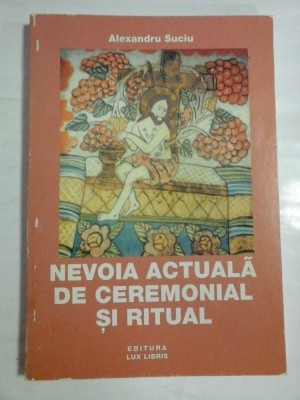 Alexandru Suciu
NEVOIA ACTUALĂ
DE CEREMONIAL
ȘI RITUAL
EDITURA
LUX LIBRIS